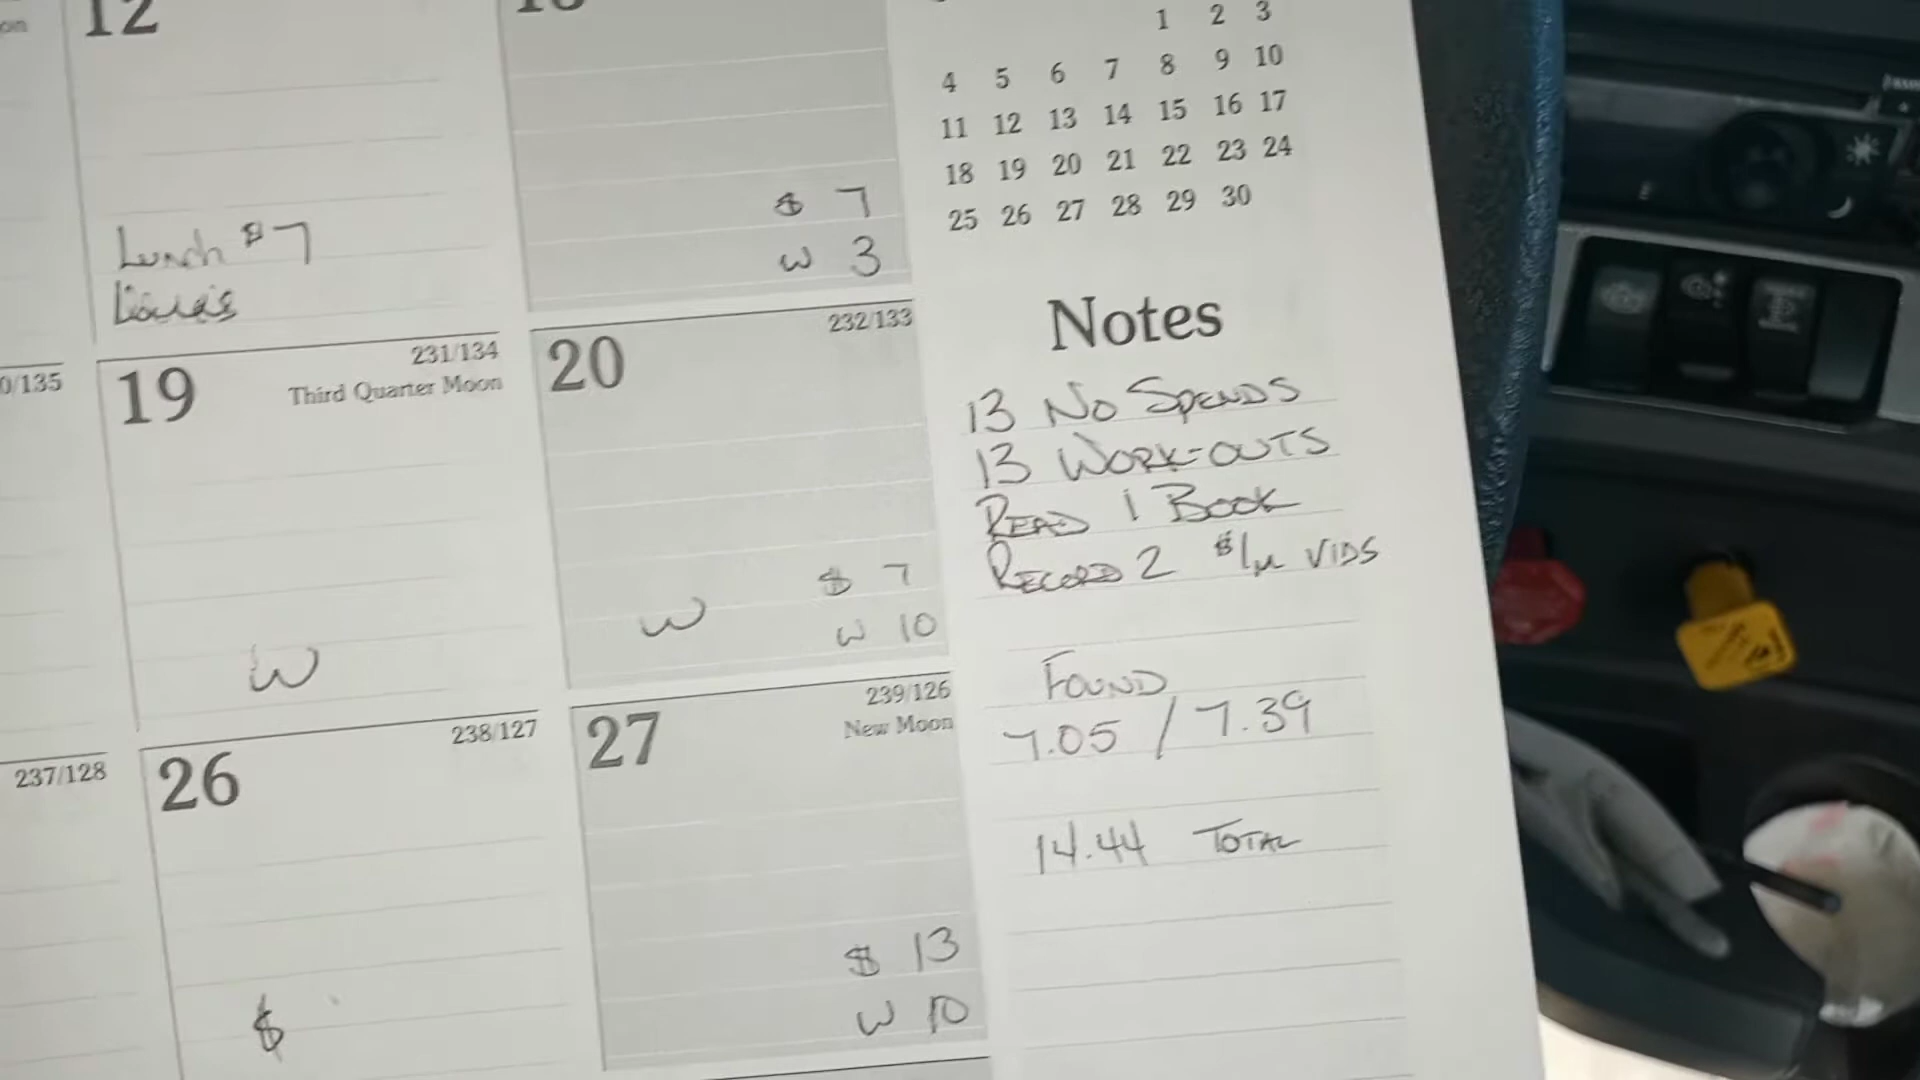 12
Lunch $7
$ 7
W 3
1 2 3
4 5 6 7 8 9 10
11 12 13 14 15 16 17
18 19 20 21 22 23 24
25 26 27 28 29 30
0/135
231/134
19 Third Quarter Moon
W
232/133
20
$ 7
W W 10
237/128
238/127
26
$
239/126
27 New Moon
$ 13
W 10
Notes
13 No SPENDS
13 WORK-OUTS
READ 1 BOOK
RECORD 2 $/M VIDS
FOUND
7.05 / 7.39
14.44 TOTAL